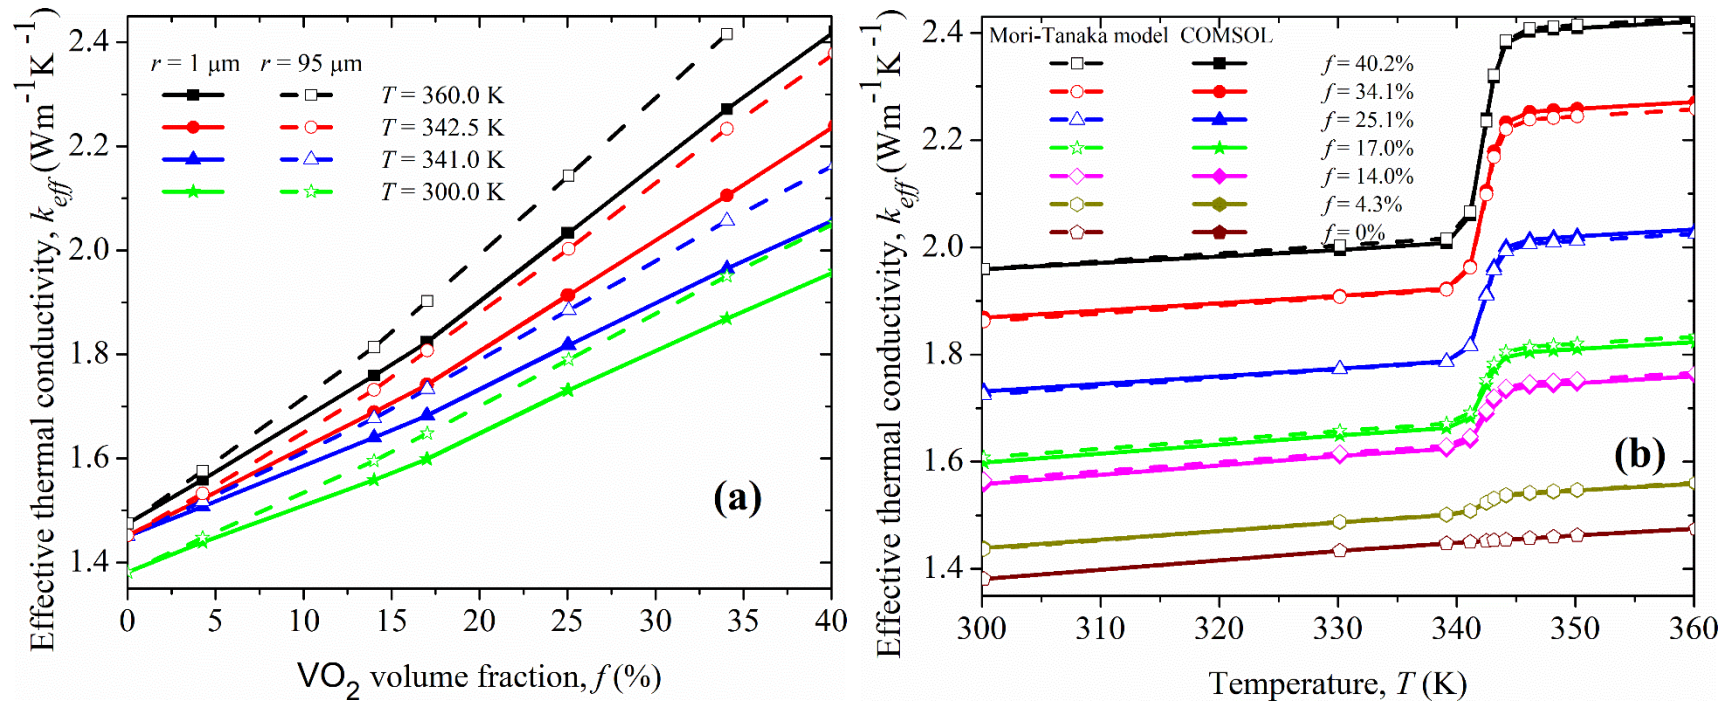 Effective thermal conductivity, k_eff (Wm⁻¹K⁻¹)
2.4
2.2
2.0
1.8
1.6
1.4
r = 1 μm r = 95 μm
T = 360.0 K
T = 342.5 K
T = 341.0 K
T = 300.0 K
(a)
0 5 10 15 20 25 30 35 40
VO₂ volume fraction, f (%)
Effective thermal conductivity, k_eff (Wm⁻¹K⁻¹)
2.4
2.2
2.0
1.8
1.6
1.4
Mori-Tanaka model COMSOL
f = 40.2%
f = 34.1%
f = 25.1%
f = 17.0%
f = 14.0%
f = 4.3%
f = 0%
(b)
300 310 320 330 340 350 360
Temperature, T (K)